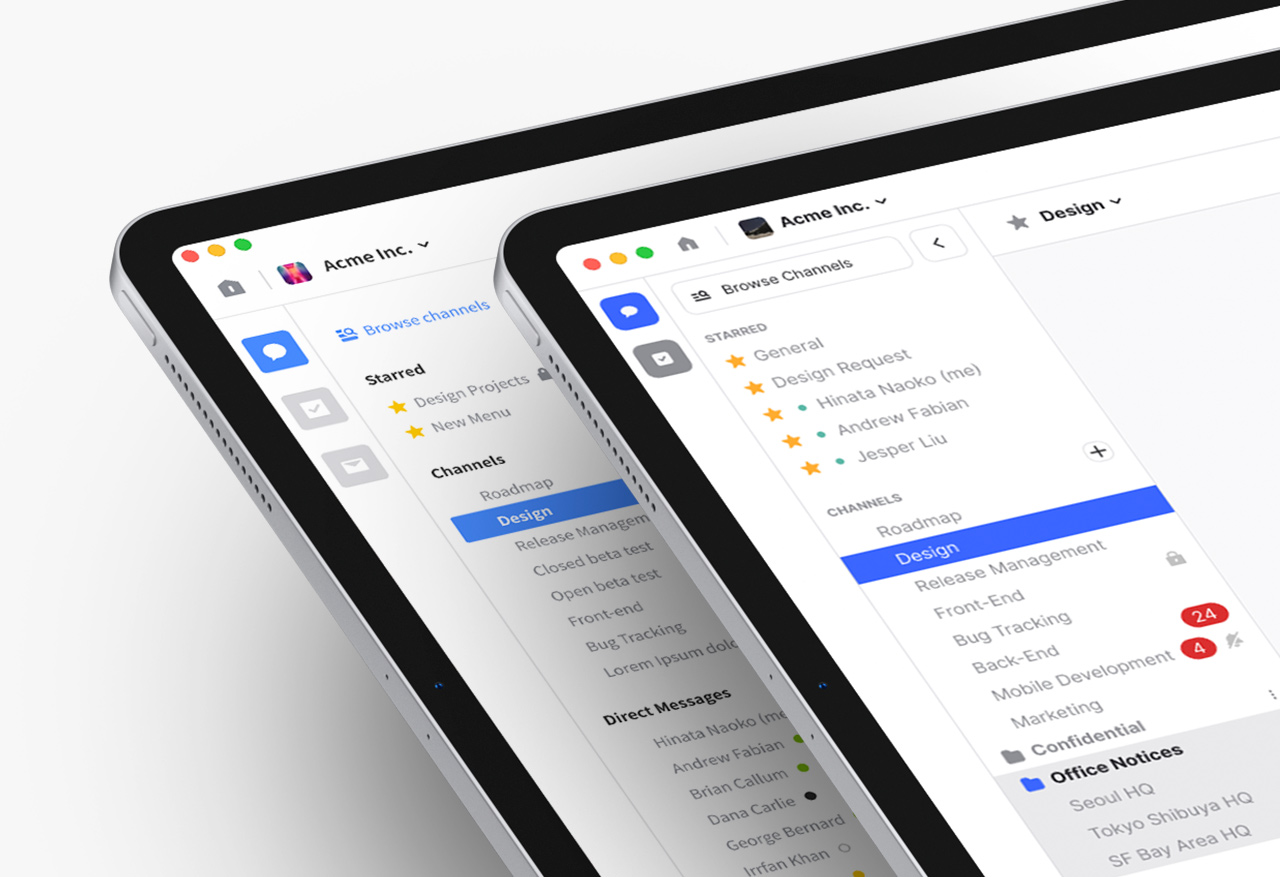 Acme Inc.
Browse channels
Starred
Design Projects
New Menu
Channels
Roadmap
Design
Release Managem
Closed beta test
Open beta test
Front-end
Bug Tracking
Lorem Ipsum dolo
Direct Messages
Hinata Naoko (me
Andrew Fabian
Brian Callum
Dana Carlie
George Bernard
Irrfan Khan
Acme Inc.
Design
Browse Channels
STARRED
General
Design Request
Hinata Naoko (me)
Andrew Fabian
Jesper Liu
CHANNELS
Roadmap
Design
Release Management
Front-End
Bug Tracking
Back-End 24
Mobile Development 4
Marketing
Confidential
Office Notices
Seoul HQ
Tokyo Shibuya HQ
SF Bay Area HQ